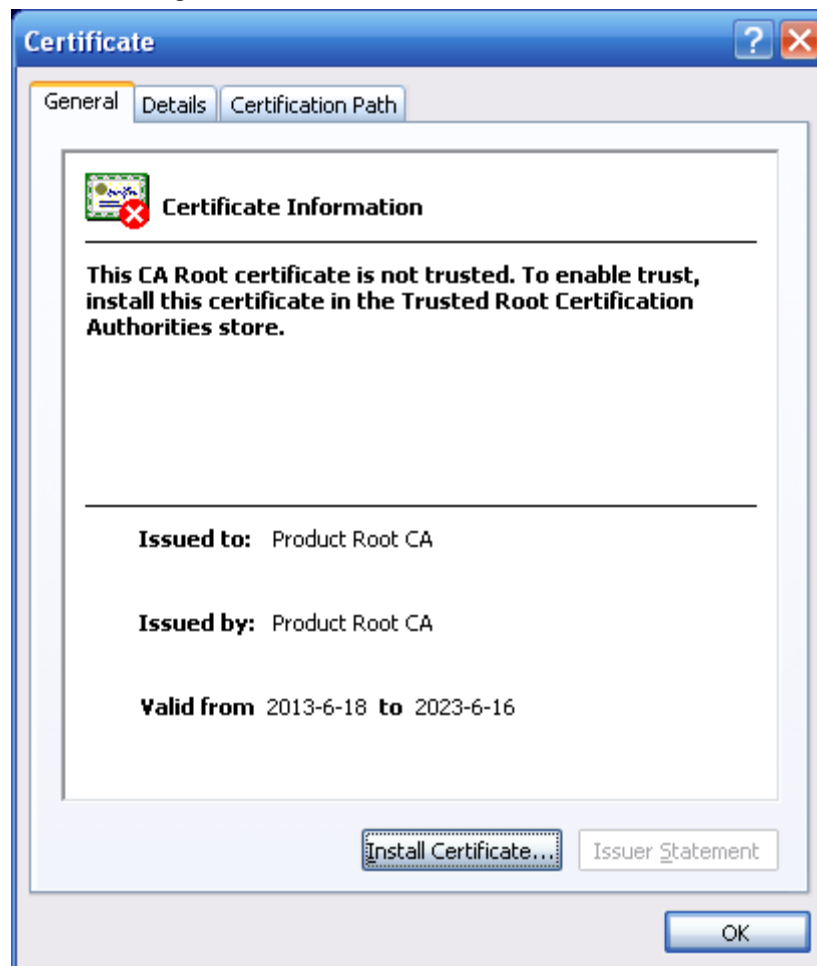 Certificate
General Details Certification Path
Certificate Information
This CA Root certificate is not trusted. To enable trust,
install this certificate in the Trusted Root Certification
Authorities store.
Issued to: Product Root CA
Issued by: Product Root CA
Valid from 2013-6-18 to 2023-6-16
Install Certificate... Issuer Statement
OK